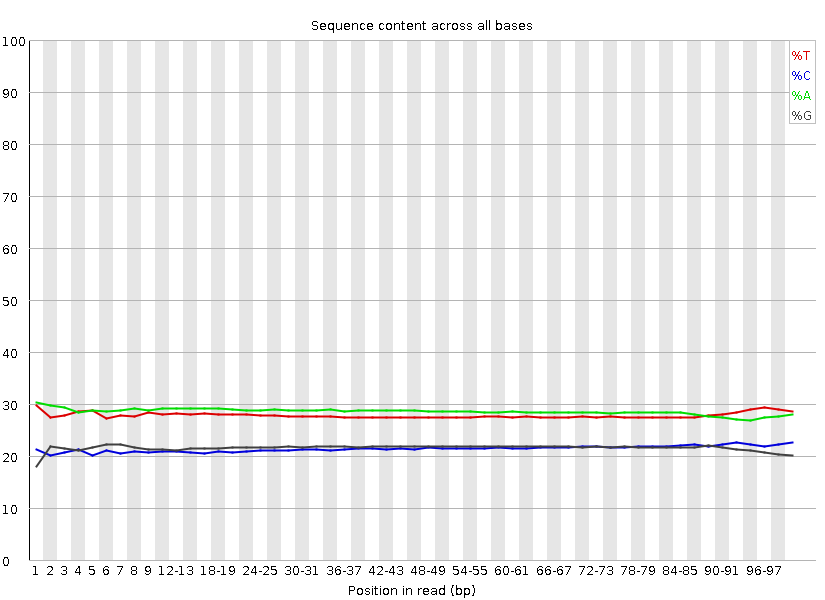 Sequence content across all bases
100
90
80
70
60
50
40
30
20
10
0
%T
%C
%A
%G
1 2 3 4 5 6 7 8 9 12-13 18-19 24-25 30-31 36-37 42-43 48-49 54-55 60-61 66-67 72-73 78-79 84-85 90-91 96-97
Position in read (bp)